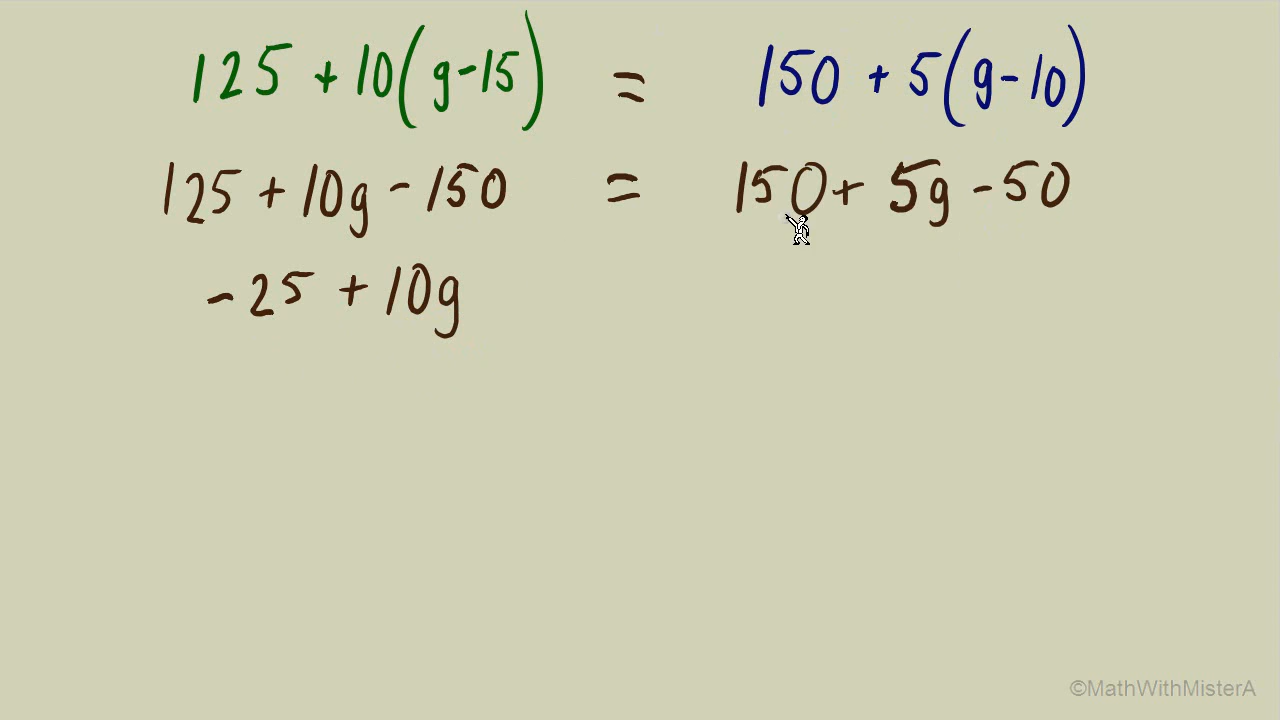 125 + 10(g-15) = 150 + 5(g-10)
125 + 10g - 150 = 150 + 5g - 50
- 25 + 10g
©MathWithMisterA